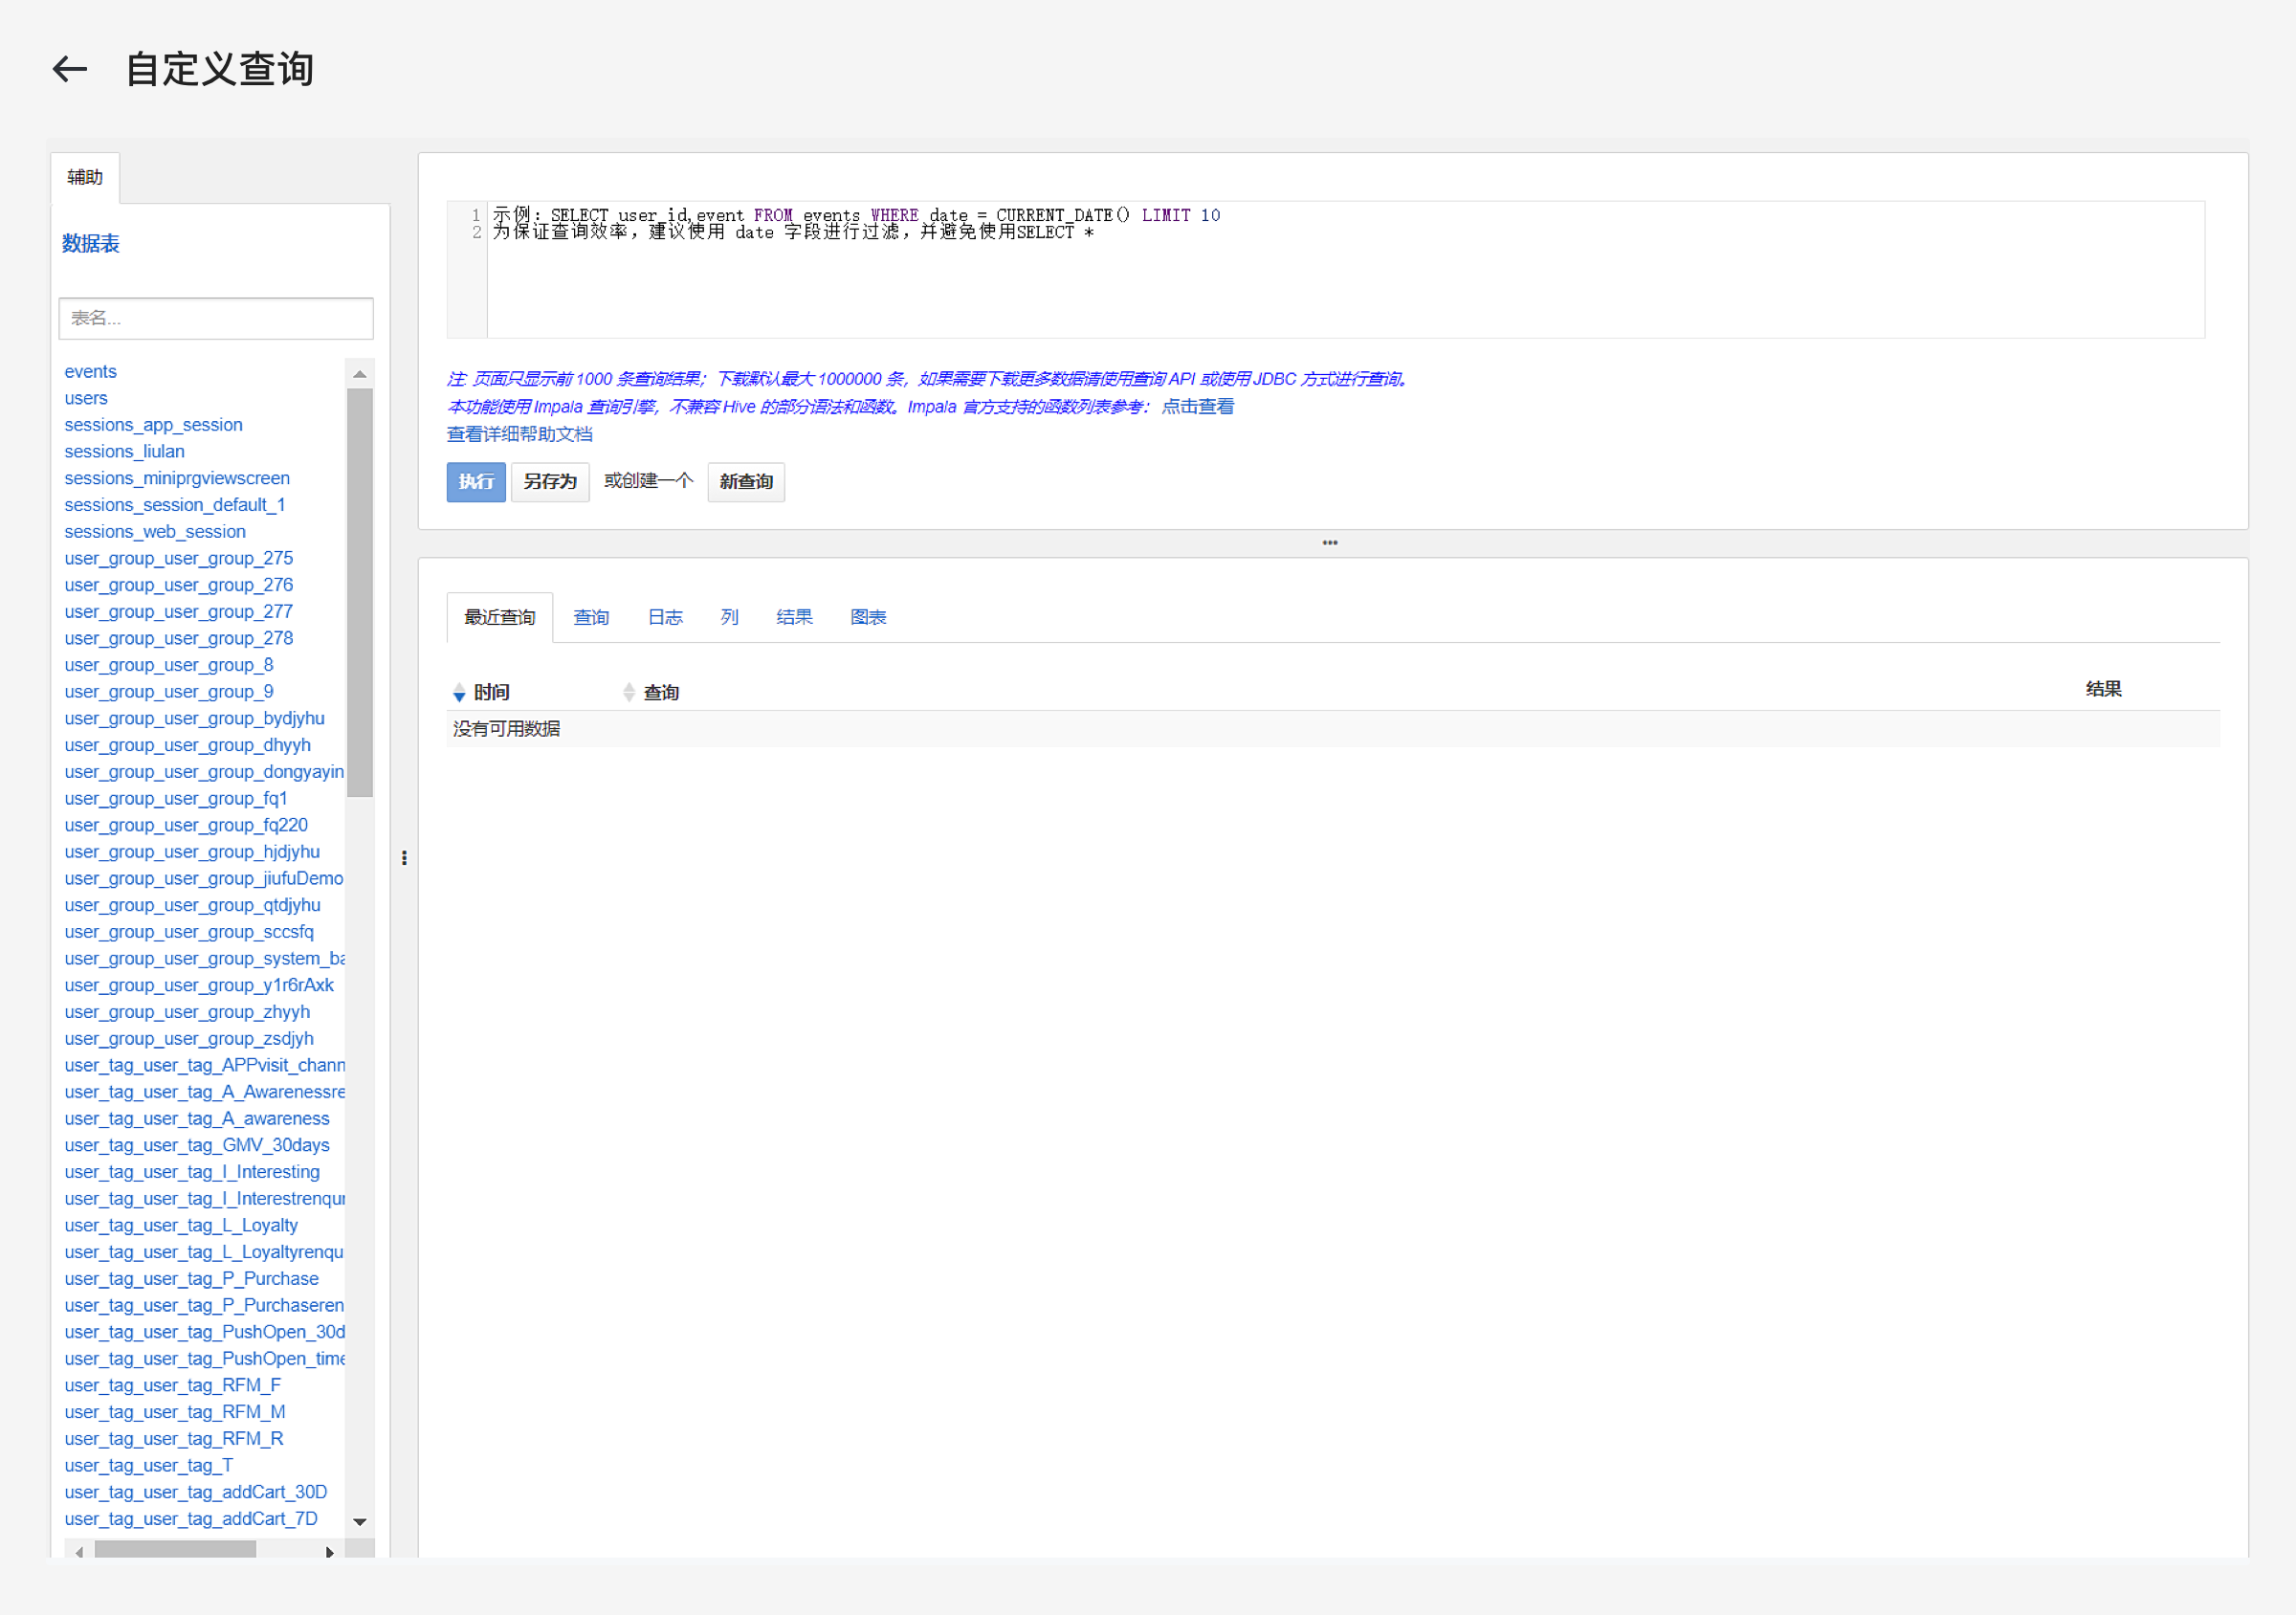 自定义查询
辅助
数据表
表名...
events
users
sessions_app_session
sessions_liulan
sessions_miniprgviewscreen
sessions_session_default_1
sessions_web_session
user_group_user_group_275
user_group_user_group_276
user_group_user_group_277
user_group_user_group_278
user_group_user_group_8
user_group_user_group_9
user_group_user_group_bydjyhu
user_group_user_group_dhyyh
user_group_user_group_dongyayin
user_group_user_group_fq1
user_group_user_group_fq220
user_group_user_group_hjdjyhu
user_group_user_group_jiufuDemo
user_group_user_group_qtdjyhu
user_group_user_group_sccsfq
user_group_user_group_system_ba
user_group_user_group_y1r6rAxk
user_group_user_group_zhyyh
user_group_user_group_zsdjyh
user_tag_user_tag_APPvisit_chann
user_tag_user_tag_A_Awarenessre
user_tag_user_tag_A_awareness
user_tag_user_tag_GMV_30days
user_tag_user_tag_I_Interesting
user_tag_user_tag_I_Interestrenqun
user_tag_user_tag_L_Loyalty
user_tag_user_tag_L_Loyaltyrenqu
user_tag_user_tag_P_Purchase
user_tag_user_tag_P_Purchaseren
user_tag_user_tag_PushOpen_30d
user_tag_user_tag_PushOpen_time
user_tag_user_tag_RFM_F
user_tag_user_tag_RFM_M
user_tag_user_tag_RFM_R
user_tag_user_tag_T
user_tag_user_tag_addCart_30D
user_tag_user_tag_addCart_7D
1 示例: SELECT user_id,event FROM events WHERE date = CURRENT_DATE() LIMIT 10
2 为保证查询效率，建议使用 date 字段进行过滤，并避免使用SELECT *
注: 页面只显示前 1000 条查询结果；下载默认最大 1000000 条，如果需要下载更多数据请使用查询 API 或使用 JDBC 方式进行查询。
本功能使用 Impala 查询引擎，不兼容 Hive 的部分语法和函数。Impala 官方支持的函数列表参考： 点击查看
查看详细帮助文档
执行 另存为 或创建一个 新查询
最近查询 查询 日志 列 结果 图表
时间 查询 结果
没有可用数据